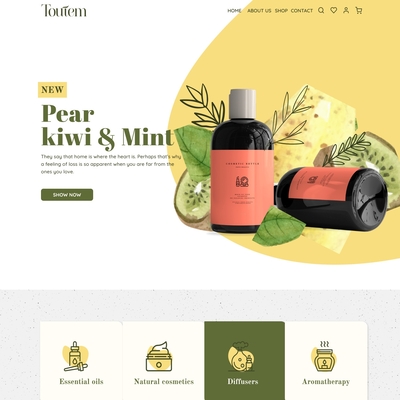 Toutem
HOME ABOUT US SHOP CONTACT
NEW
Pear
kiwi & Mint
They say that home is where the heart is. Perhaps that's why
a feeling of loss is so apparent when you are far from the
ones you love.
SHOW NOW
COSMETIC BOTTLE
Essential oils
Natural cosmetics
Diffusers
Aromatherapy